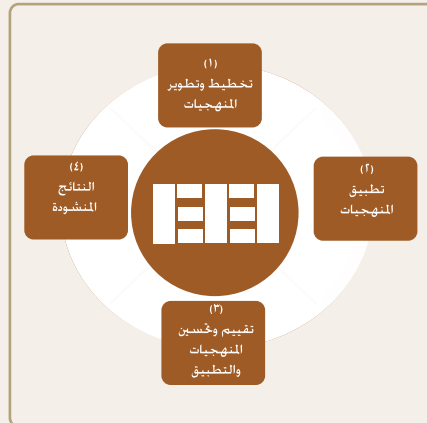 (١)
تخطيط وتطوير
المنهجيات
(٢)
تطبيق
المنهجيات
(٣)
تقييم وتحسين
المنهجيات
والتطبيق
(٤)
النتائج
المنشودة